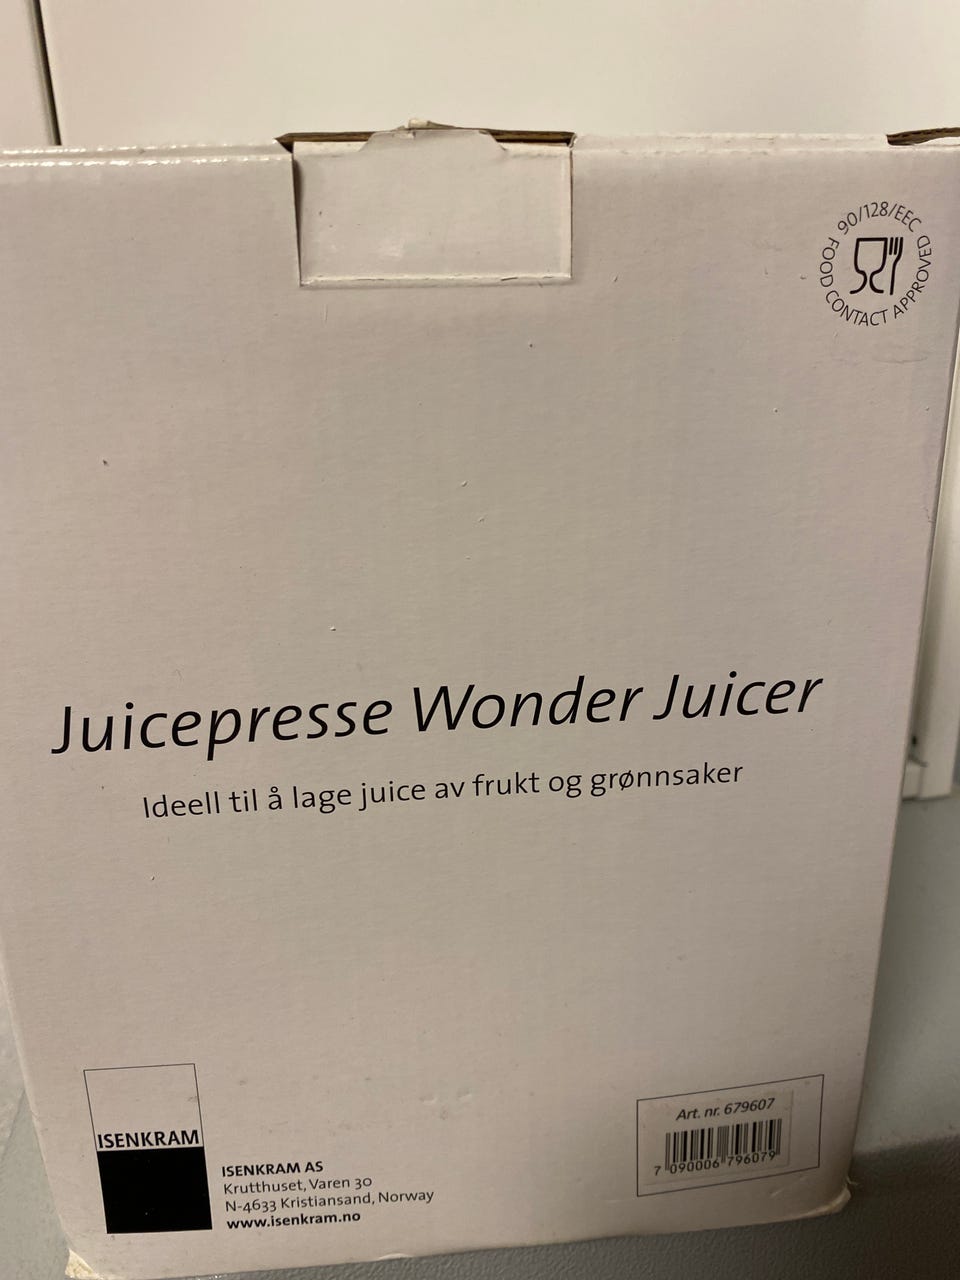 90/128/EEC
FOOD CONTACT APPROVED
Juicepresse Wonder Juicer
Ideell til å lage juice av frukt og grønnsaker
ISENKRAM
ISENKRAM AS
Krutthuset, Varen 30
N-4633 Kristiansand, Norway
www.isenkram.no
Art. nr. 679607
7 090006 796079